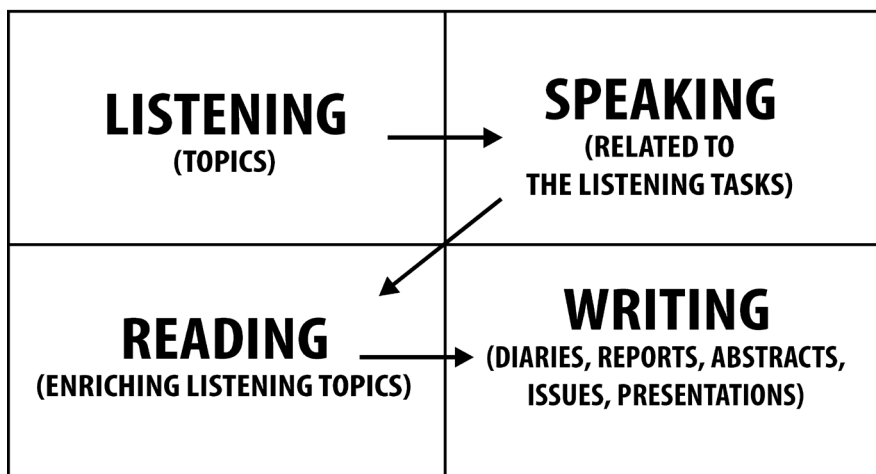 LISTENING
(TOPICS)
SPEAKING
(RELATED TO
THE LISTENING TASKS)
READING
(ENRICHING LISTENING TOPICS)
WRITING
(DIARIES, REPORTS, ABSTRACTS,
ISSUES, PRESENTATIONS)